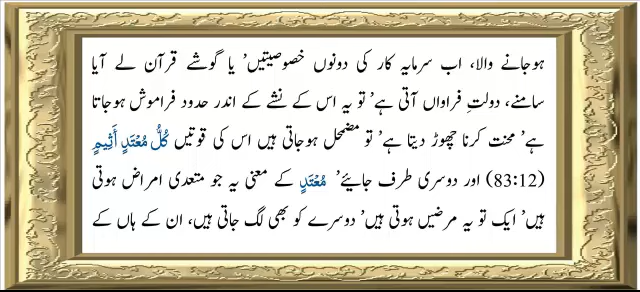 ہوجانے والا، اب سرمایہ کار کی دونوں خصوصیتیں' یا گوشے قرآن لے آیا
سامنے، دولتِ فراواں آتی ہے' تو یہ اس کے نشے کے اندر حدود فراموش ہوجاتا
ہے' محنت کرنا چھوڑ دیتا ہے' تو مضمحل ہوجاتی ہیں اس کی قوتیں كُلُّ مُعْتَدٍ أَثِيمٍ
(83:12) اور دوسری طرف جائیے' مُعْتَدٍ کے معنی یہ جو متعدی امراض ہوتی
ہیں' ایک تو یہ مرضیں ہوتی ہیں' دوسرے کو بھی لگ جاتی ہیں، ان کے ہاں کے